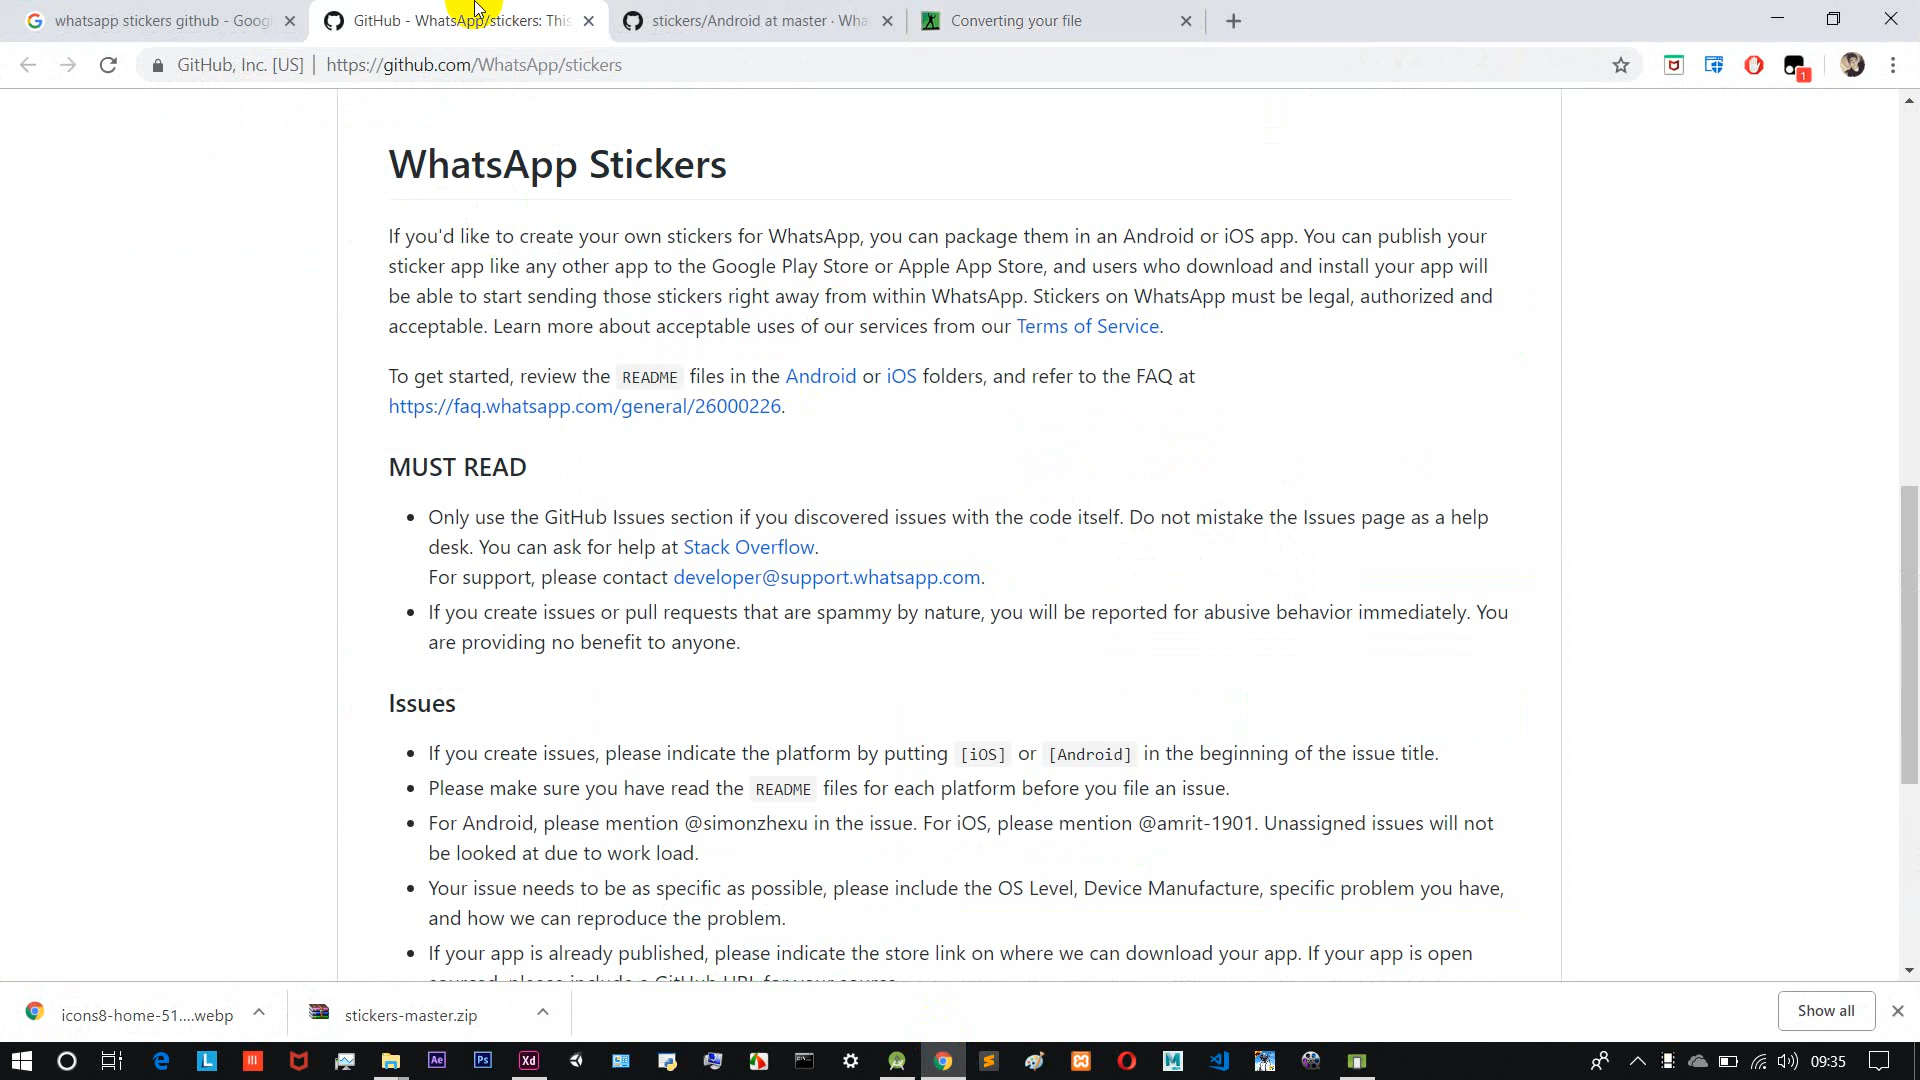 whatsapp stickers github - Goog
GitHub - WhatsApp/stickers: This
stickers/Android at master · Wha
Converting your file
GitHub, Inc. [US] | https://github.com/WhatsApp/stickers
1
WhatsApp Stickers
If you'd like to create your own stickers for WhatsApp, you can package them in an Android or iOS app. You can publish your
sticker app like any other app to the Google Play Store or Apple App Store, and users who download and install your app will
be able to start sending those stickers right away from within WhatsApp. Stickers on WhatsApp must be legal, authorized and
acceptable. Learn more about acceptable uses of our services from our Terms of Service.
To get started, review the README files in the Android or iOS folders, and refer to the FAQ at
https://faq.whatsapp.com/general/26000226.
MUST READ
• Only use the GitHub Issues section if you discovered issues with the code itself. Do not mistake the Issues page as a help
desk. You can ask for help at Stack Overflow.
For support, please contact developer@support.whatsapp.com.
• If you create issues or pull requests that are spammy by nature, you will be reported for abusive behavior immediately. You
are providing no benefit to anyone.
Issues
• If you create issues, please indicate the platform by putting [iOS] or [Android] in the beginning of the issue title.
• Please make sure you have read the README files for each platform before you file an issue.
• For Android, please mention @simonzhexu in the issue. For iOS, please mention @amrit-1901. Unassigned issues will not
be looked at due to work load.
• Your issue needs to be as specific as possible, please include the OS Level, Device Manufacture, specific problem you have,
and how we can reproduce the problem.
• If your app is already published, please indicate the store link on where we can download your app. If your app is open
sourced, please include a GitHub URL for your source.
icons8-home-51....webp
stickers-master.zip
Show all
L
Ae
Ps
Xd
09:35